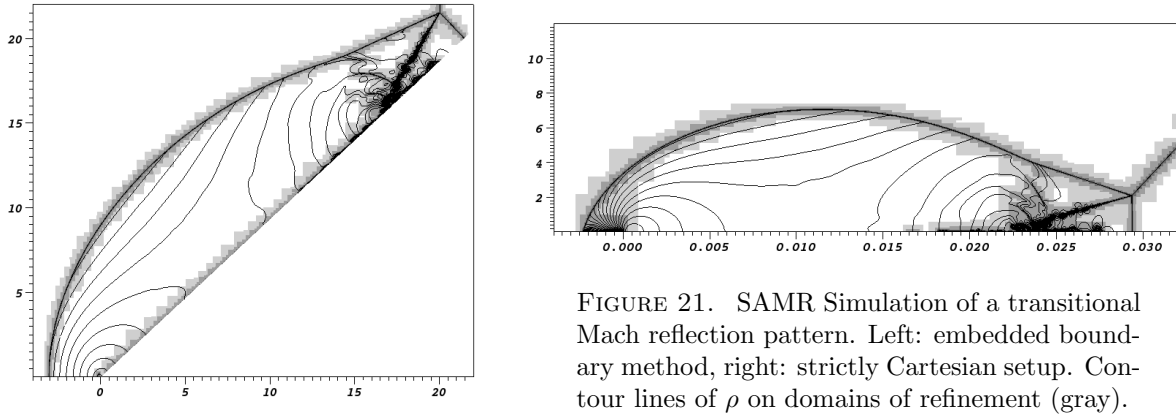 20
15
10
5
0 5 10 15 20
10
8
6
4
2
0.000 0.005 0.010 0.015 0.020 0.025 0.030
FIGURE 21. SAMR Simulation of a transitional
Mach reflection pattern. Left: embedded bound-
ary method, right: strictly Cartesian setup. Con-
tour lines of ρ on domains of refinement (gray).